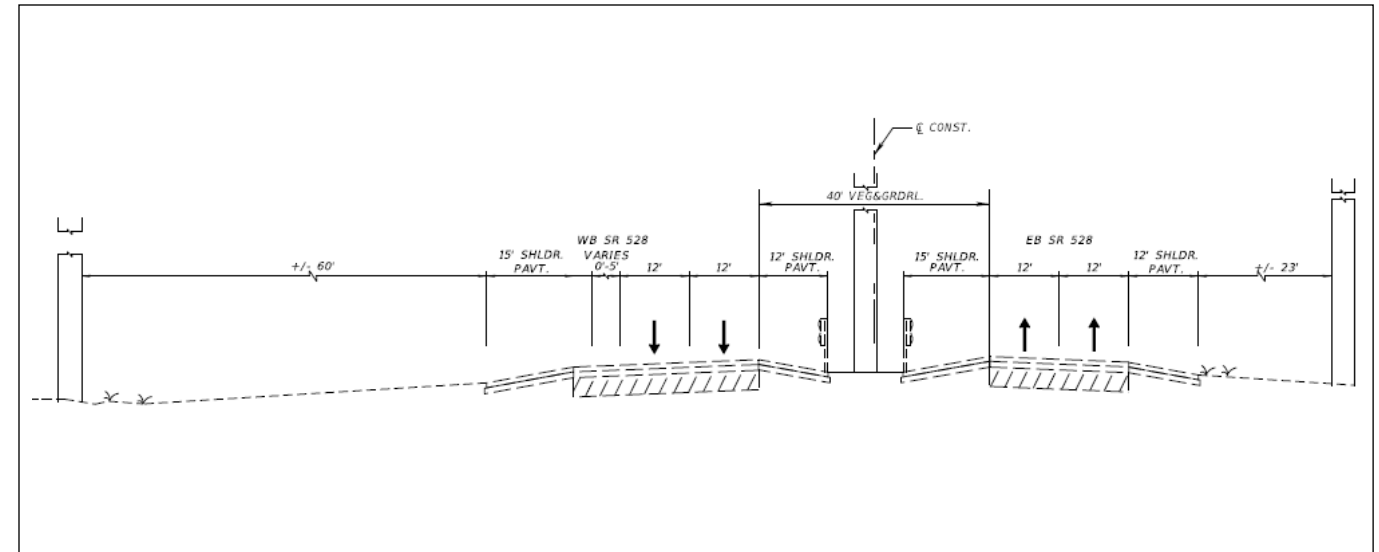 ℄ CONST.
40' VEG&GRDRL.
WB SR 528
VARIES
0'-5'
EB SR 528
+/- 60'
15' SHLDR.
PAVT.
12'
12'
12' SHLDR.
PAVT.
15' SHLDR.
PAVT.
12'
12'
12' SHLDR.
PAVT.
+/- 23'